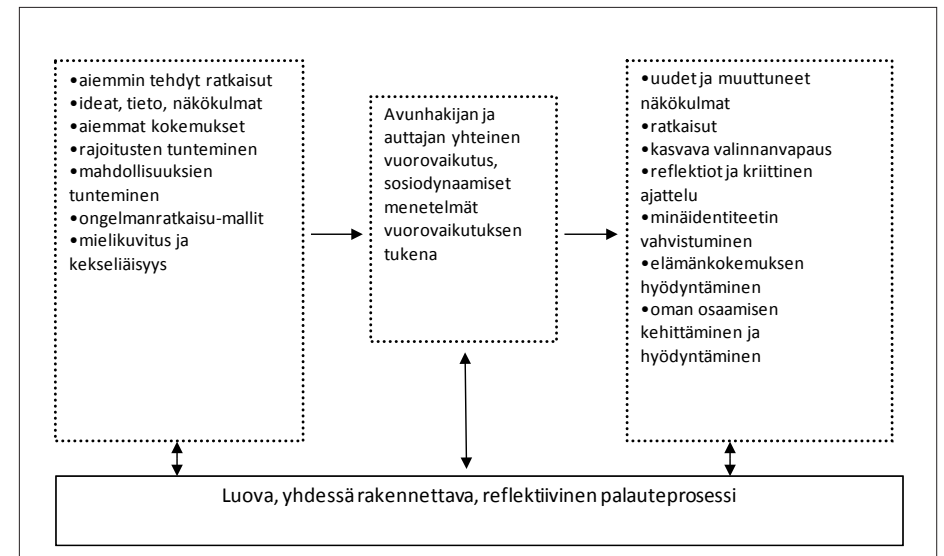 •aiemmin tehdyt ratkaisut
•ideat, tieto, näkökulmat
•aiemmat kokemukset
•rajoitusten tunteminen
•mahdollisuuksien
tunteminen
•ongelmanratkaisu-mallit
•mielikuvitus ja
kekseliäisyys
Avunhakijan ja
auttajan yhteinen
vuorovaikutus,
sosiodynaamiset
menetelmät
vuorovaikutuksen
tukena
•uudet ja muuttuneet
näkökulmat
•ratkaisut
•kasvava valinnanvapaus
•reflektiot ja kriittinen
ajattelu
•minäidentiteetin
vahvistuminen
•elämänkokemuksen
hyödyntäminen
•oman osaamisen
kehittäminen ja
hyödyntäminen
Luova, yhdessä rakennettava, reflektiivinen palauteprosessi